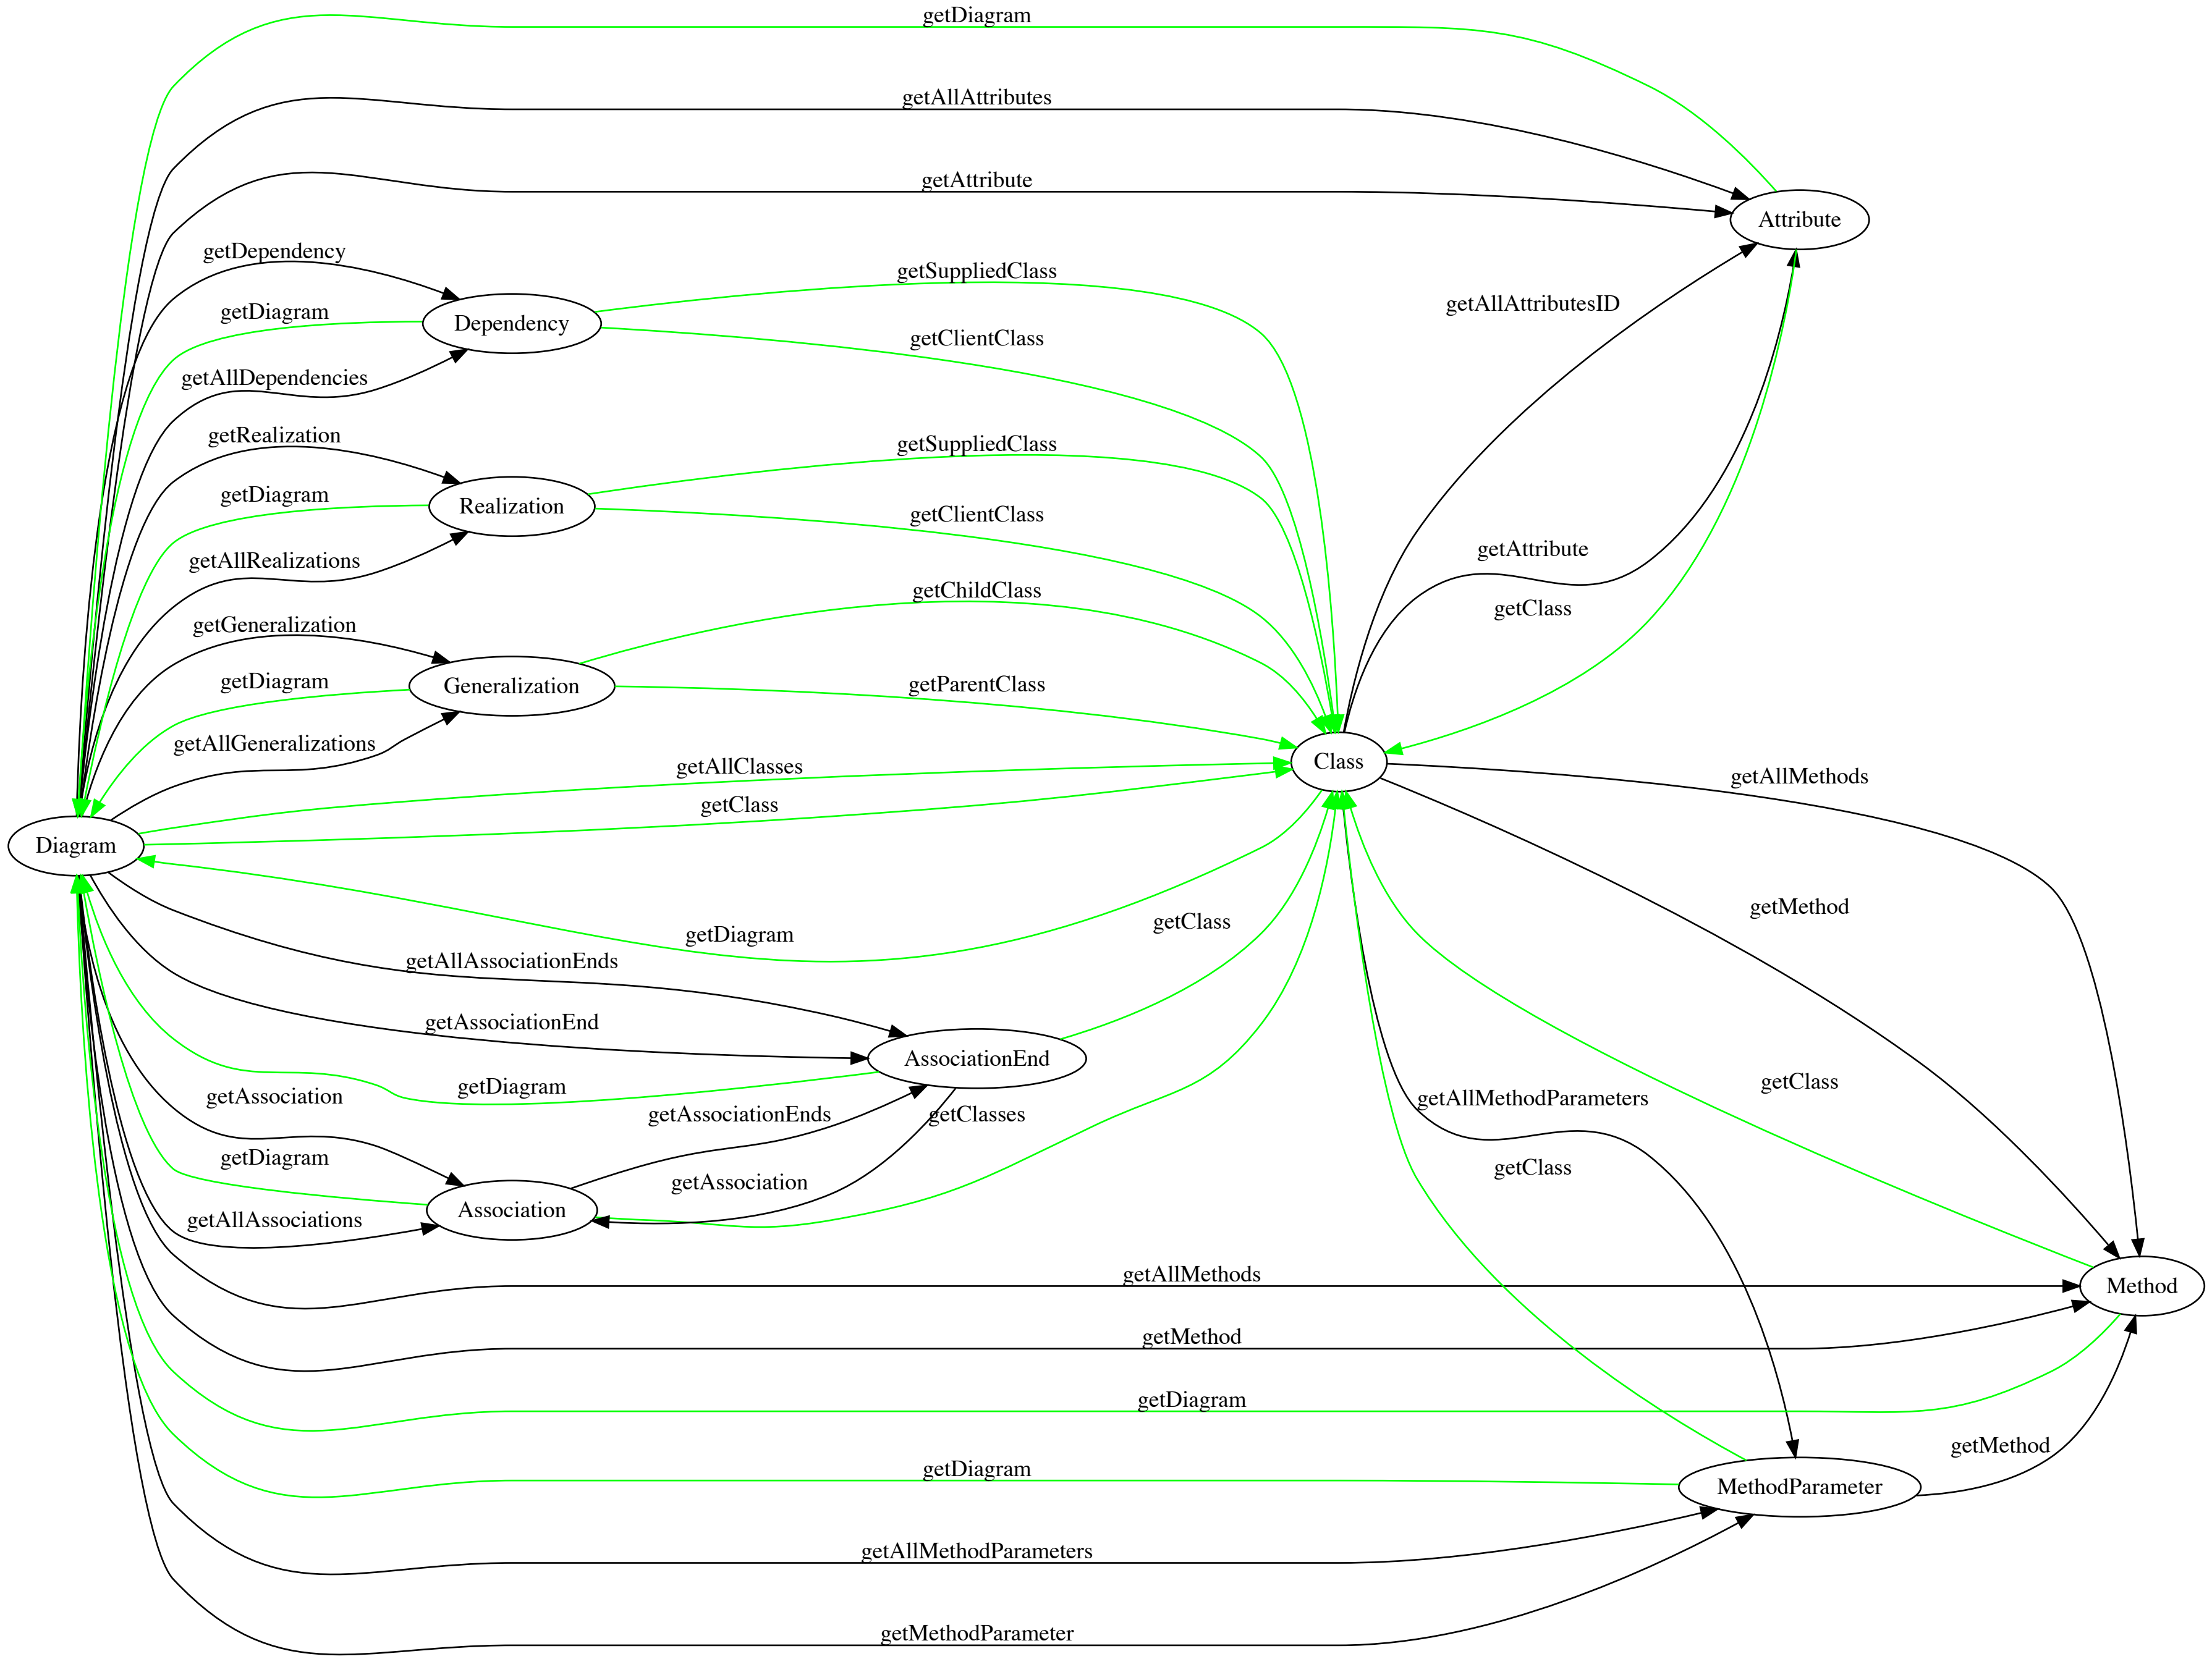 getDiagram
getAllAttributes
getAttribute
Attribute
getDependency
getSuppliedClass
getDiagram
Dependency
getAllAttributesID
getClientClass
getAllDependencies
getRealization
getSuppliedClass
getDiagram
Realization
getClientClass
getAttribute
getAllRealizations
getChildClass
getClass
getGeneralization
getDiagram
Generalization
getParentClass
getAllGeneralizations
getAllClasses
Class
getAllMethods
getClass
Diagram
getMethod
getClass
getDiagram
getAllAssociationEnds
getAssociationEnd
AssociationEnd
getDiagram
getClass
getAssociation
getAllMethodParameters
getAssociationEnds
getClasses
getDiagram
getClass
getAssociation
Association
getAllAssociations
getAllMethods
Method
getMethod
getDiagram
getMethod
getDiagram
MethodParameter
getAllMethodParameters
getMethodParameter